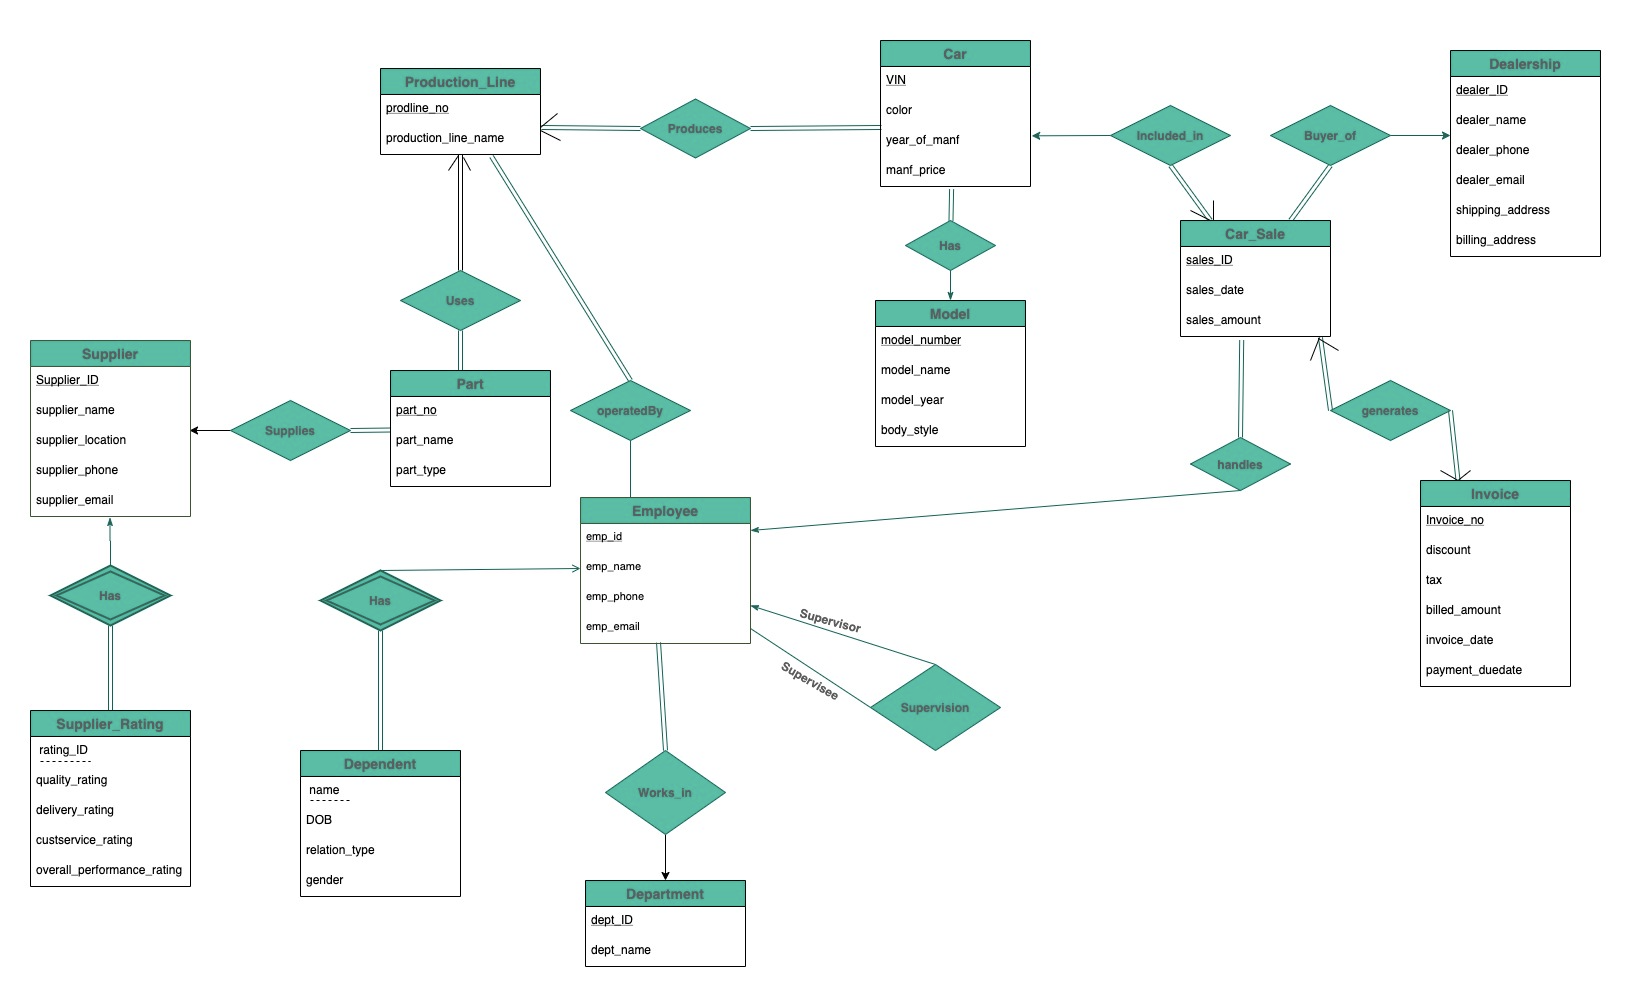 Car
VIN
color
year_of_manf
manf_price
Dealership
dealer_ID
dealer_name
dealer_phone
dealer_email
shipping_address
billing_address
Production_Line
prodline_no
production_line_name
Produces
Included_in
Buyer_of
Has
Car_Sale
sales_ID
sales_date
sales_amount
Uses
Model
model_number
model_name
model_year
body_style
Supplier
Supplier_ID
supplier_name
supplier_location
supplier_phone
supplier_email
Supplies
Part
part_no
part_name
part_type
operatedBy
generates
handles
Invoice
Invoice_no
discount
tax
billed_amount
invoice_date
payment_duedate
Employee
emp_id
emp_name
emp_phone
emp_email
Has
Has
Supervisor
Supervisee
Supervision
Supplier_Rating
rating_ID
quality_rating
delivery_rating
custservice_rating
overall_performance_rating
Dependent
name
DOB
relation_type
gender
Works_in
Department
dept_ID
dept_name